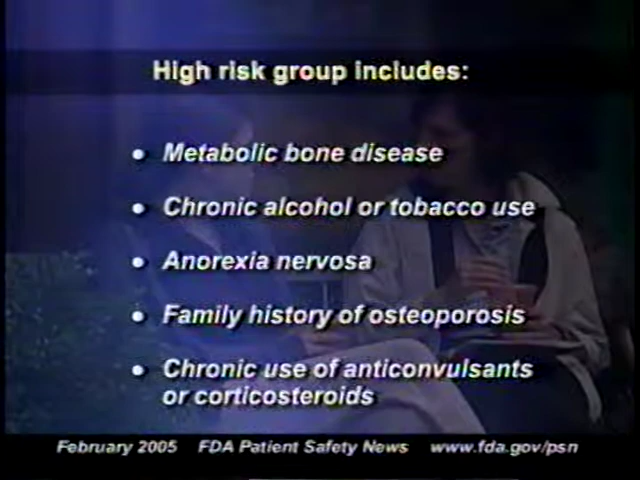 High risk group includes:
• Metabolic bone disease
• Chronic alcohol or tobacco use
• Anorexia nervosa
• Family history of osteoporosis
• Chronic use of anticonvulsants
or corticosteroids
February 2005 FDA Patient Safety News www.fda.gov/psn